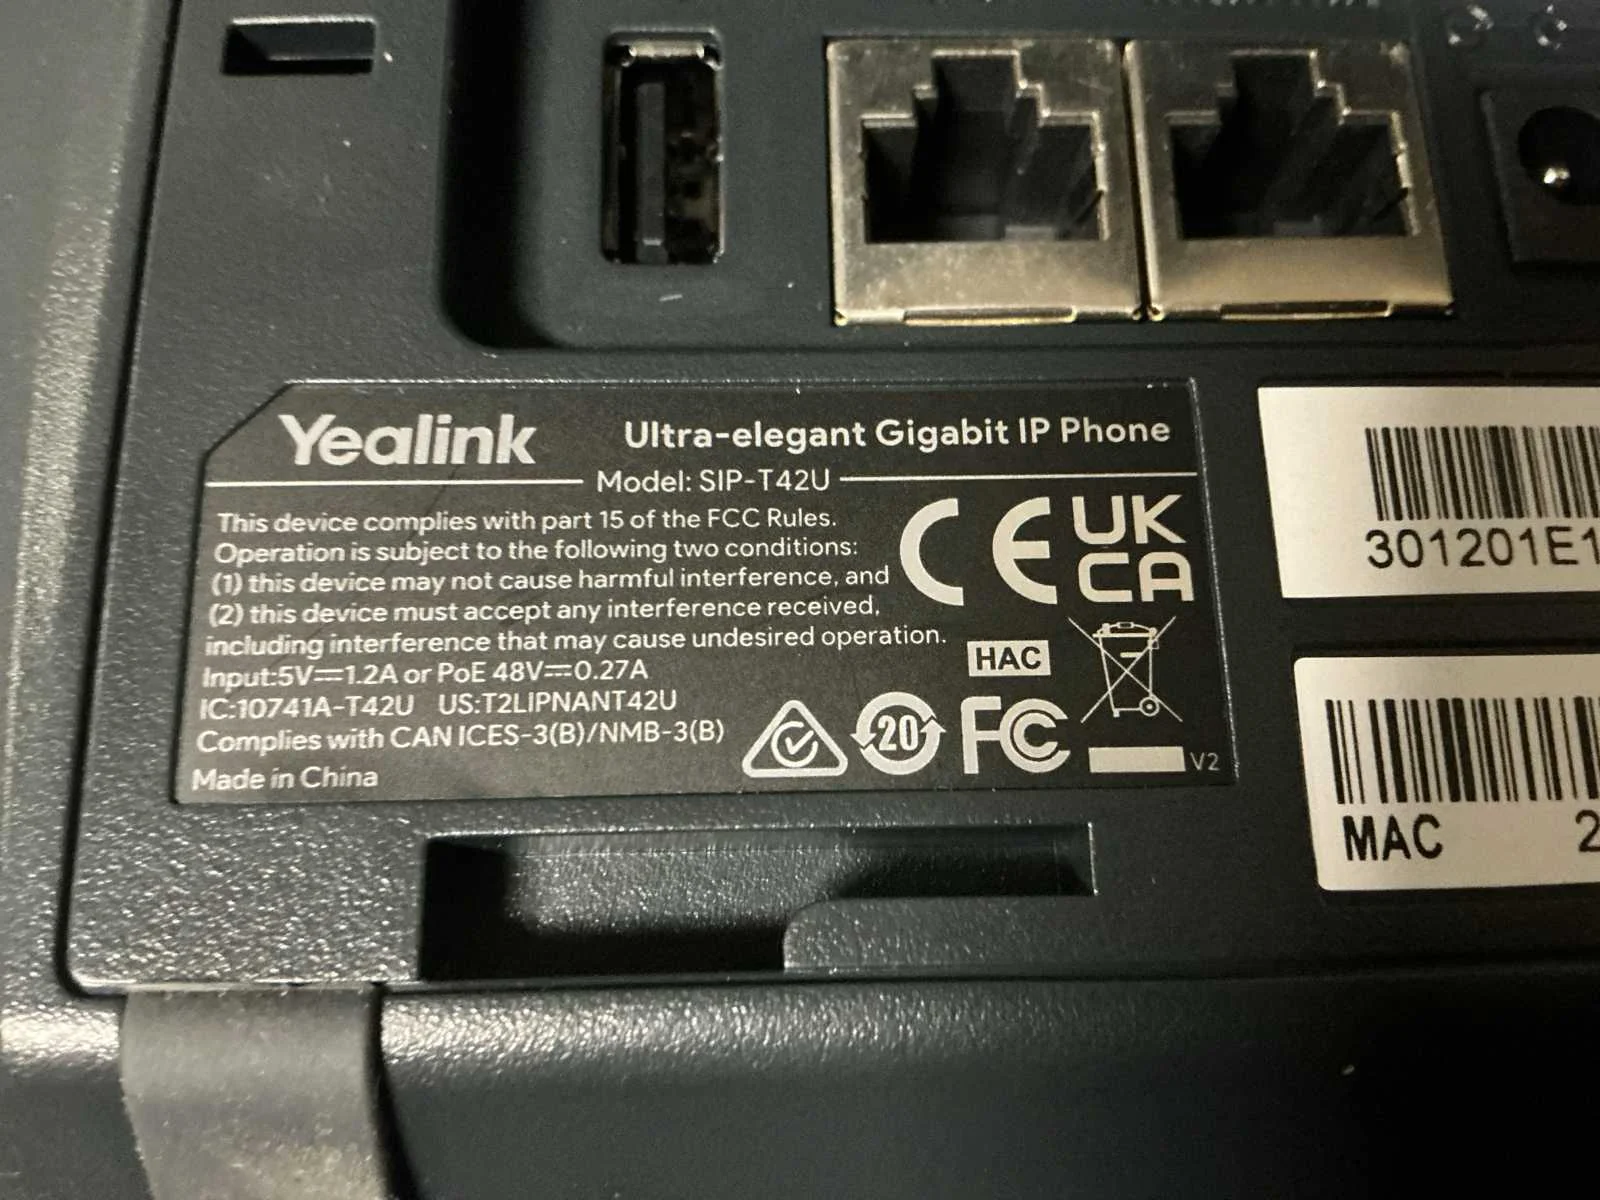 Yealink
Ultra-elegant Gigabit IP Phone
Model: SIP-T42U
This device complies with part 15 of the FCC Rules.
Operation is subject to the following two conditions:
(1) this device may not cause harmful interference, and
(2) this device must accept any interference received,
including interference that may cause undesired operation.
Input:5V⎓1.2A or PoE 48V⎓0.27A
IC:10741A-T42U US:T2LIPNANT42U
Complies with CAN ICES-3(B)/NMB-3(B)
Made in China
CE
UK
CA
HAC
20
FC
V2
301201E1
MAC 2